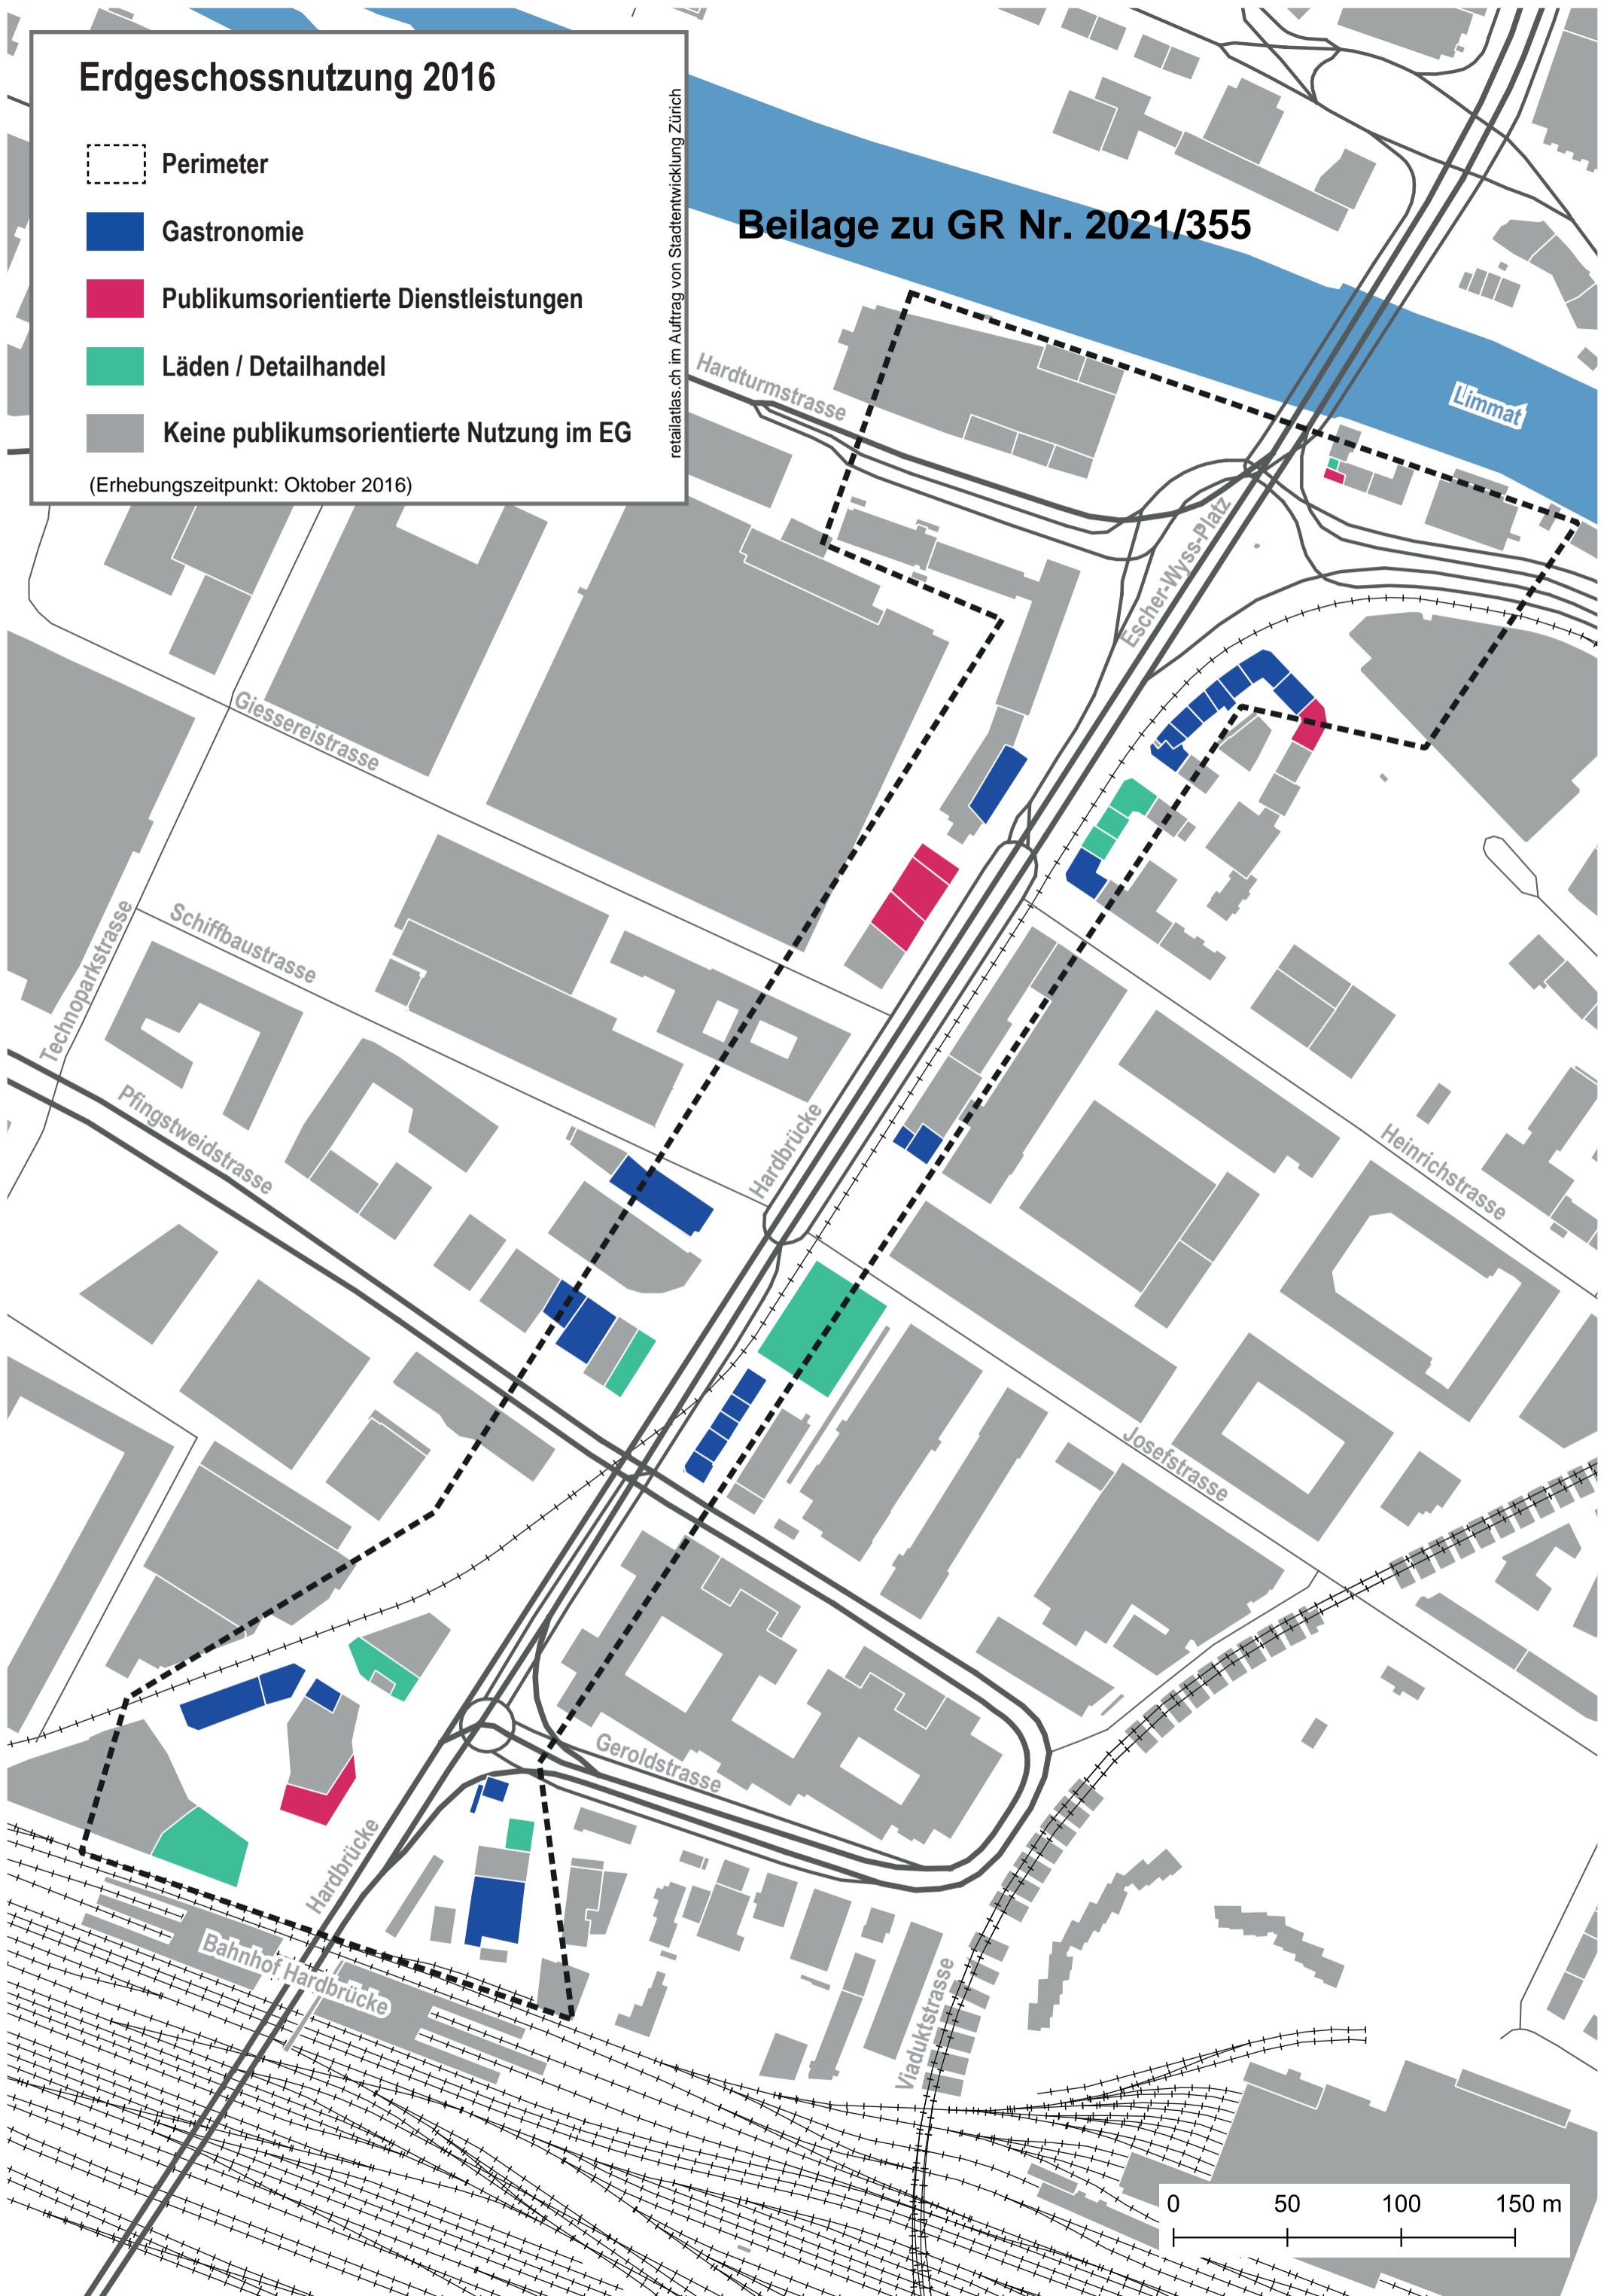 Erdgeschossnutzung 2016
Perimeter
Gastronomie
Publikumsorientierte Dienstleistungen
Läden / Detailhandel
Keine publikumsorientierte Nutzung im EG
(Erhebungszeitpunkt: Oktober 2016)
retailatlas.ch im Auftrag von Stadtentwicklung Zürich
Beilage zu GR Nr. 2021/355
Hardturmstrasse
Limmat
Escher-Wyss-Platz
Giessereistrasse
Schiffbaustrasse
Technoparkstrasse
Pfingstweidstrasse
Hardbrücke
Heinrichstrasse
Josefstrasse
Geroldstrasse
Hardbrücke
Bahnhof Hardbrücke
Viaduktstrasse
0 50 100 150 m